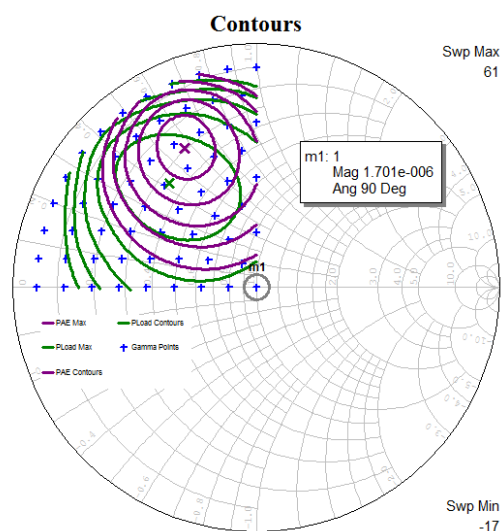 Contours
Swp Max
61
m1: 1
Mag 1.701e-006
Ang 90 Deg
m1
PAE Max
PLoad Contours
PLoad Max
Gamma Points
PAE Contours
Swp Min
-17